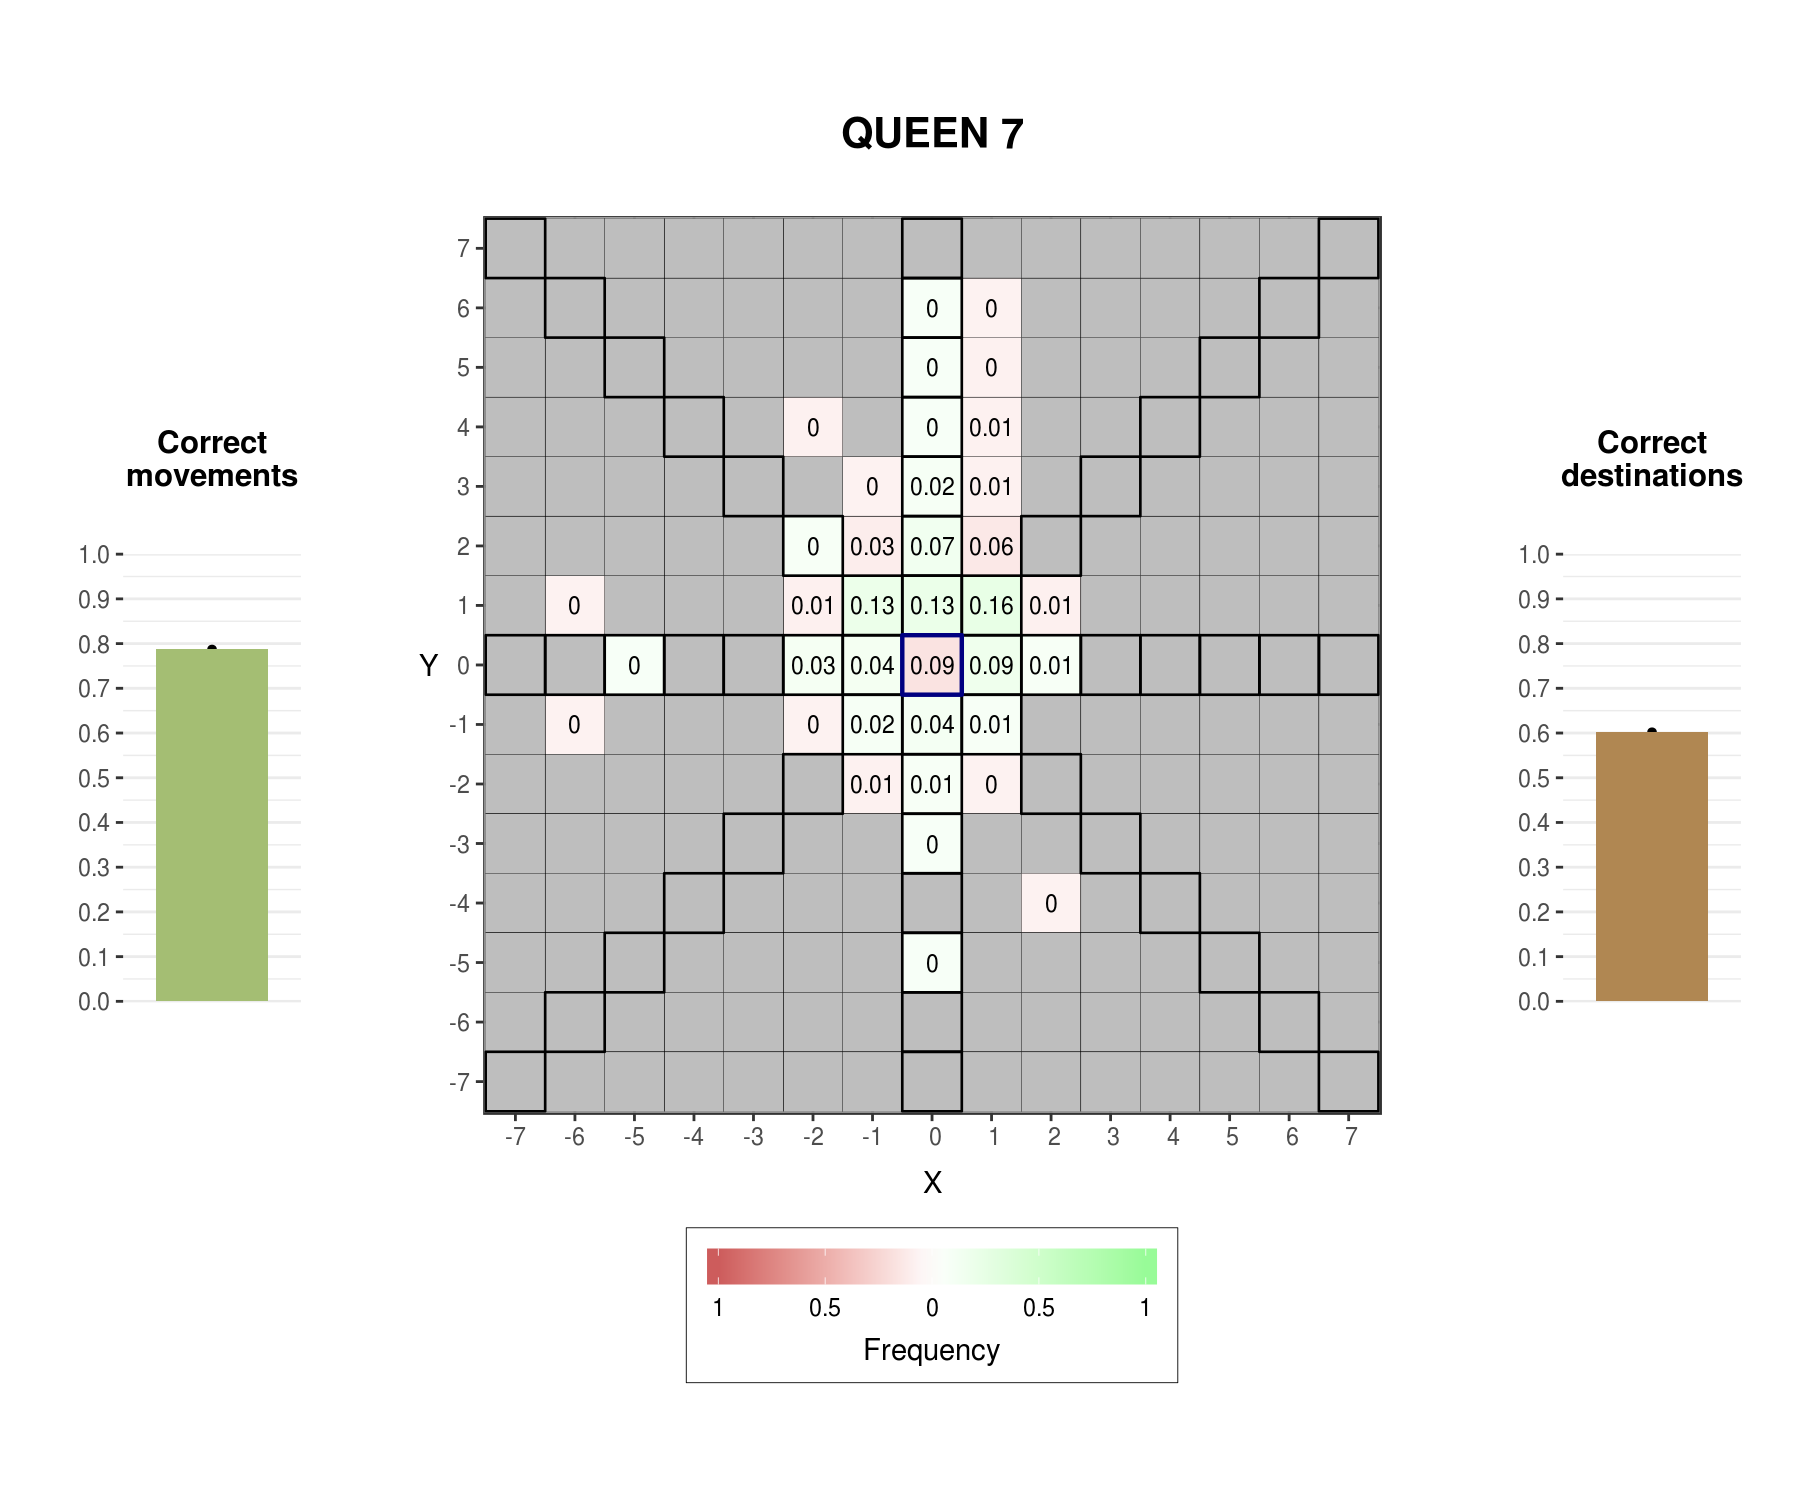 QUEEN 7
Correct
movements
1.0
0.9
0.8
0.7
0.6
0.5
0.4
0.3
0.2
0.1
0.0
Y
7
6 0 0
5 0 0
4 0 0 0.01
3 0 0.02 0.01
2 0 0.03 0.07 0.06
1 0 0.01 0.13 0.13 0.16 0.01
0 0 0.03 0.04 0.09 0.09 0.01
-1 0 0 0.02 0.04 0.01
-2 0.01 0.01 0
-3 0
-4 0
-5 0
-6
-7
-7 -6 -5 -4 -3 -2 -1 0 1 2 3 4 5 6 7
X
1 0.5 0 0.5 1
Frequency
Correct
destinations
1.0
0.9
0.8
0.7
0.6
0.5
0.4
0.3
0.2
0.1
0.0